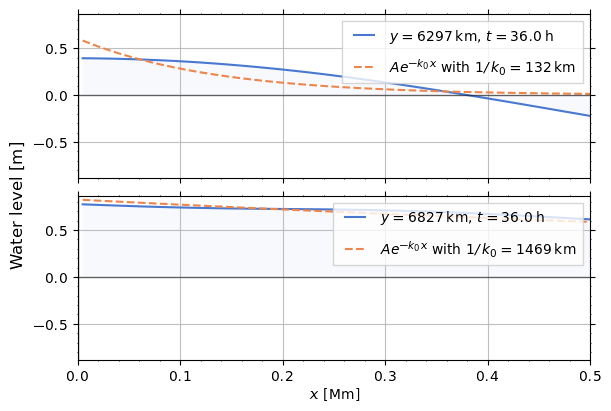 0.5
0.0
−0.5
y = 6297 km, t = 36.0 h
Ae^{−k₀x} with 1/k₀ = 132 km
Water level [m]
0.5
0.0
−0.5
y = 6827 km, t = 36.0 h
Ae^{−k₀x} with 1/k₀ = 1469 km
0.0 0.1 0.2 0.3 0.4 0.5
x [Mm]